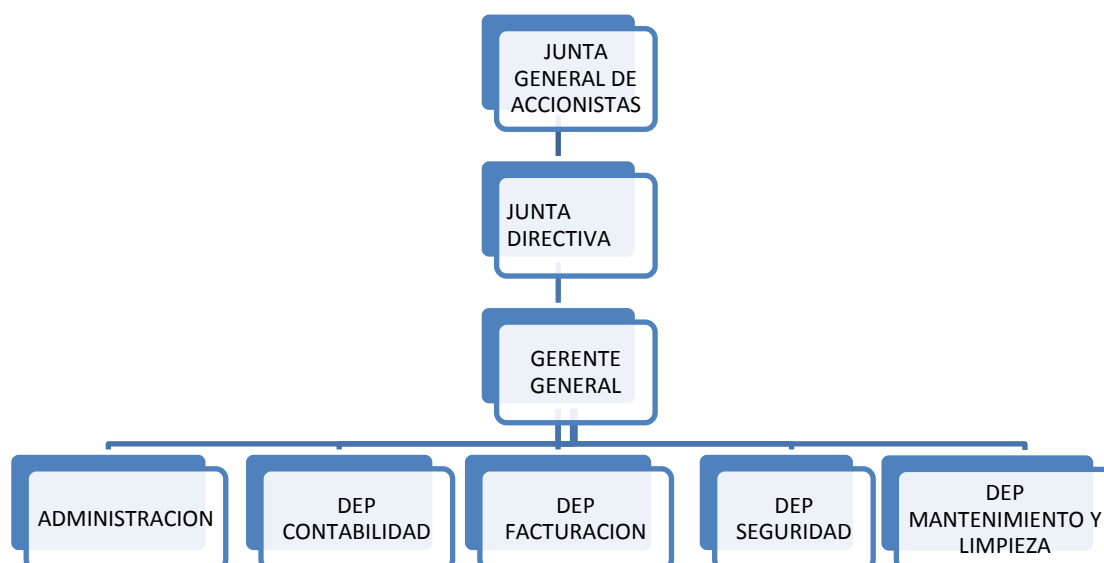 JUNTA
GENERAL DE
ACCIONISTAS
JUNTA
DIRECTIVA
GERENTE
GENERAL
ADMINISTRACION
DEP
CONTABILIDAD
DEP
FACTURACION
DEP
SEGURIDAD
DEP
MANTENIMIENTO Y
LIMPIEZA